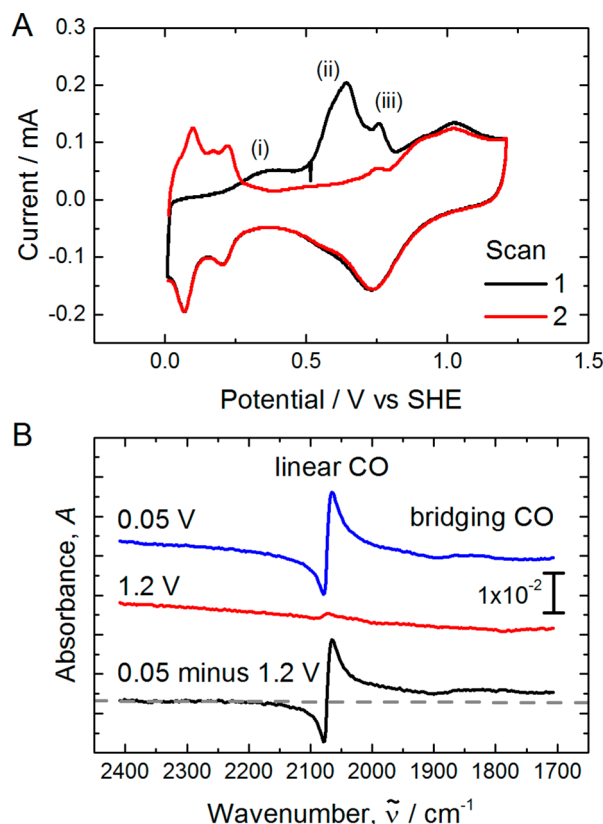 A
0.3
0.2
0.1
0.0
-0.1
-0.2
Current / mA
(i)
(ii)
(iii)
Scan
1
2
0.0
0.5
1.0
1.5
Potential / V vs SHE
B
linear CO
bridging CO
0.05 V
1x10⁻²
1.2 V
0.05 minus 1.2 V
Absorbance, A
2400 2300 2200 2100 2000 1900 1800 1700
Wavenumber, ν̃ / cm⁻¹